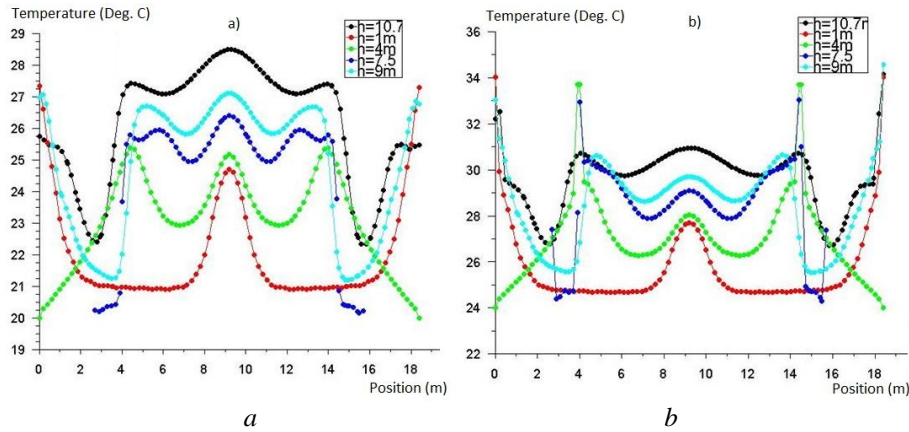 Temperature (Deg. C)
a)
h=10.7
h=1m
h=4m
h=7.5
h=9m
29
28
27
26
25
24
23
22
21
20
19
0 2 4 6 8 10 12 14 16 18
Position (m)
a
Temperature (Deg. C)
b)
h=10.7r
h=1m
h=4m
h=7.5
h=9m
36
34
32
30
28
26
24
22
0 2 4 6 8 10 12 14 16 18
Position (m)
b